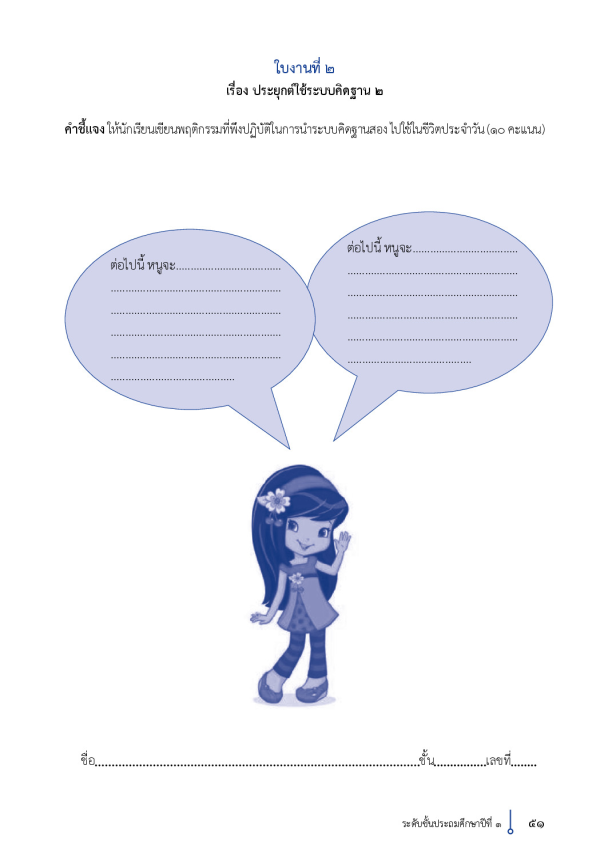 ใบงานที่ ๒
เรื่อง ประยุกต์ใช้ระบบคิดฐาน ๒
คำชี้แจง ให้นักเรียนเขียนพฤติกรรมที่พึงปฏิบัติในการนำระบบคิดฐานสอง ไปใช้ในชีวิตประจำวัน (๑๐ คะแนน)
ต่อไปนี้ หนูจะ................................
....................................................
....................................................
....................................................
....................................................
......................................
ต่อไปนี้ หนูจะ................................
....................................................
....................................................
....................................................
....................................................
......................................
ชื่อ................................................................................................ชั้น...............เลขที่........
ระดับชั้นประถมศึกษาปีที่ ๑ ๕๑